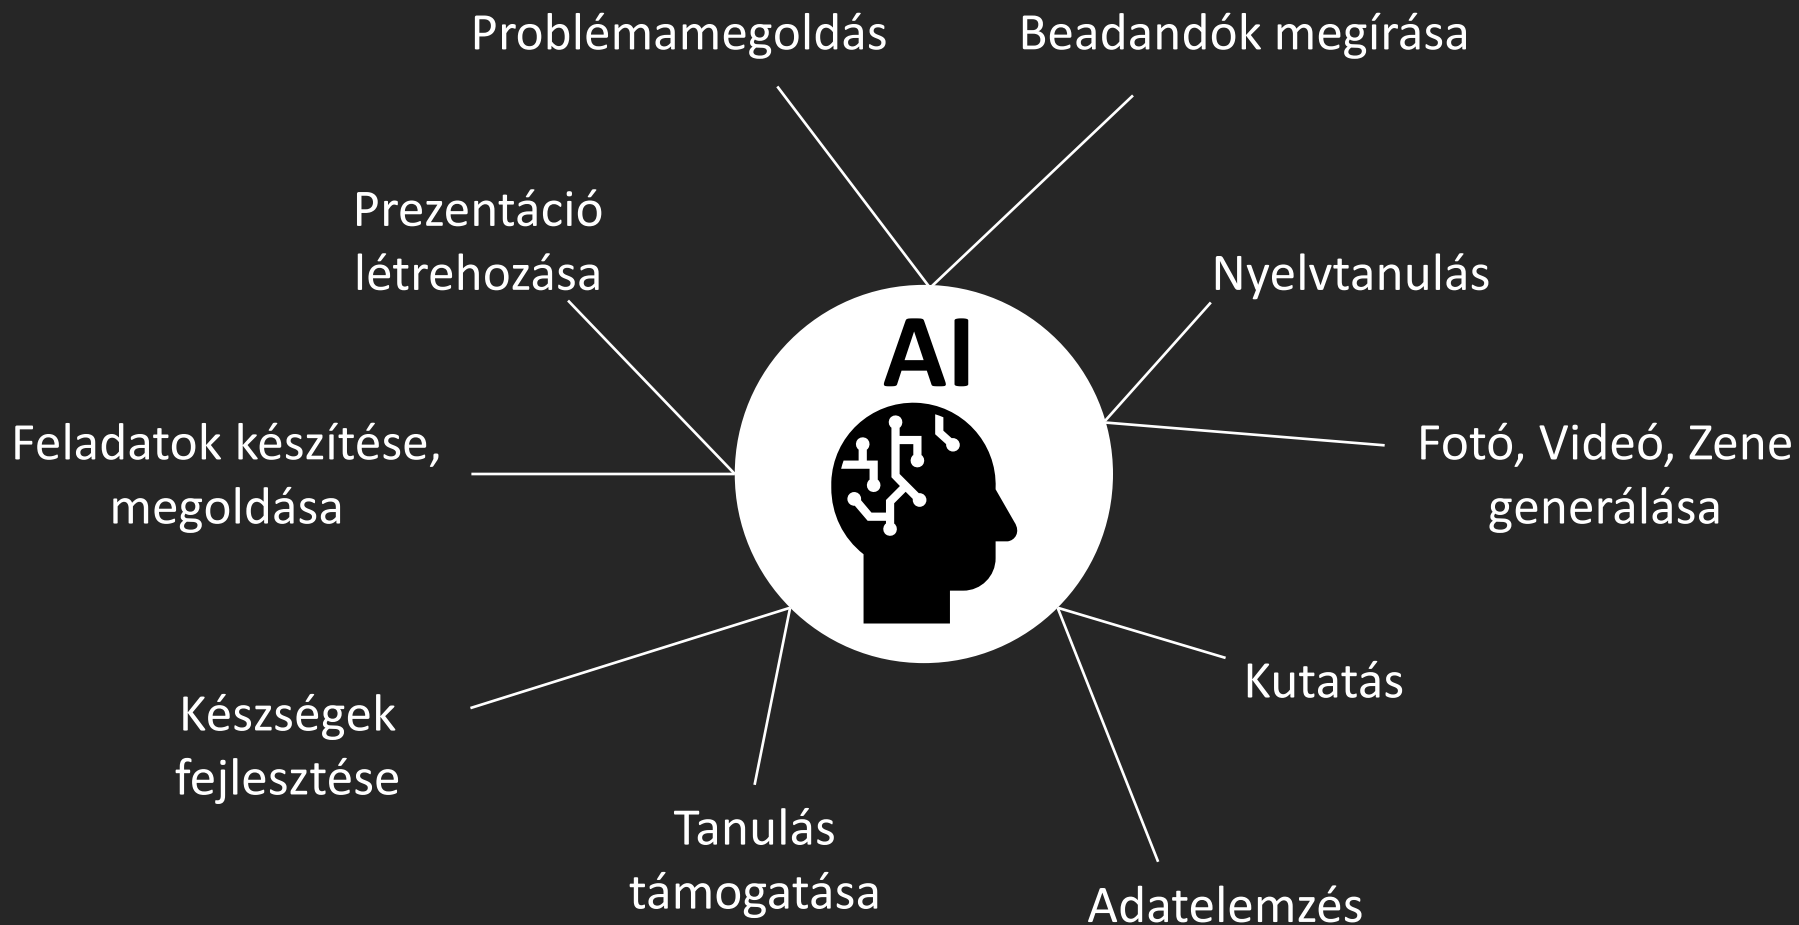 Problémamegoldás
Beadandók megírása
Prezentáció
létrehozása
Nyelvtanulás
AI
Feladatok készítése,
megoldása
Fotó, Videó, Zene
generálása
Készségek
fejlesztése
Kutatás
Tanulás
támogatása
Adatelemzés